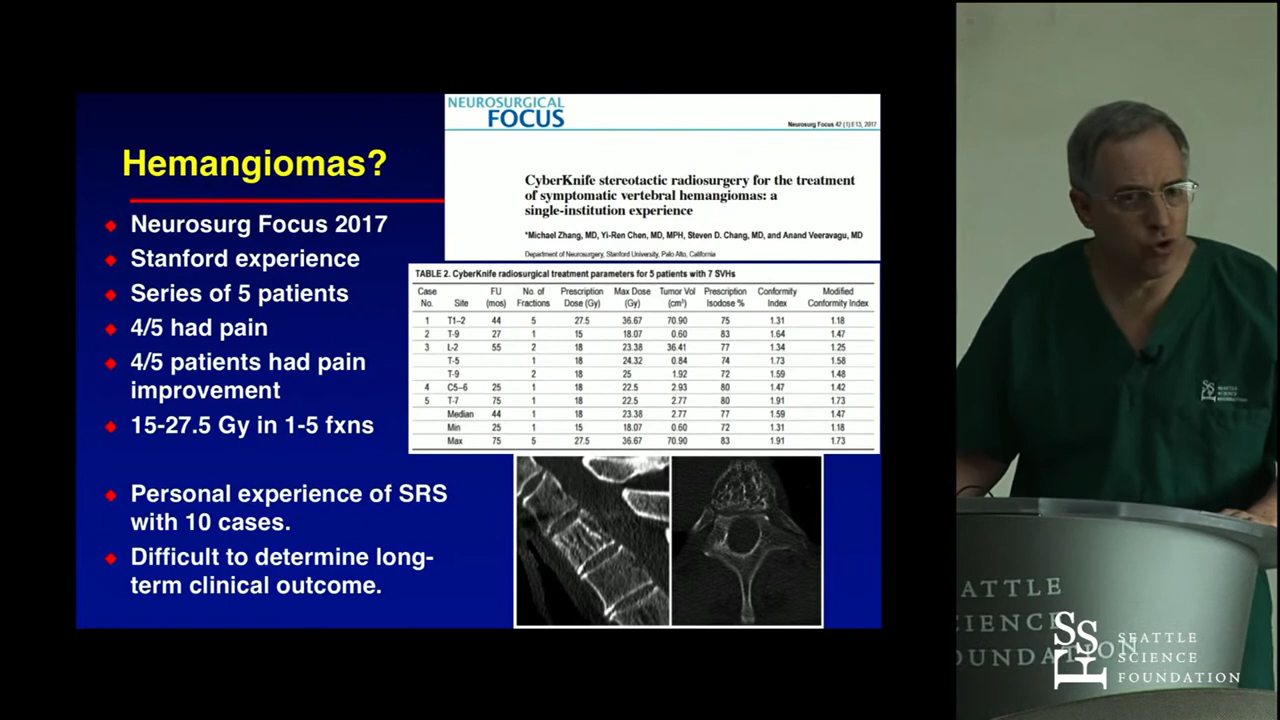 Hemangiomas?
Neurosurg Focus 2017
Stanford experience
Series of 5 patients
4/5 had pain
4/5 patients had pain
improvement
15-27.5 Gy in 1-5 fxns
Personal experience of SRS
with 10 cases.
Difficult to determine long-
term clinical outcome.
NEUROSURGICAL
FOCUS
Neurosurg Focus 42 (1):E13, 2017
CyberKnife stereotactic radiosurgery for the treatment
of symptomatic vertebral hemangiomas: a
single-institution experience
*Michael Zhang, MD, Yi-Ren Chen, MD, MPH, Steven D. Chang, MD, and Anand Veeravagu, MD
Department of Neurosurgery, Stanford University, Palo Alto, California
TABLE 2. CyberKnife radiosurgical treatment parameters for 5 patients with 7 SVHs
Case No. Site FU (mos) No. of Fractions Prescription Dose (Gy) Max Dose (Gy) Tumor Vol (cm³) Prescription Isodose % Conformity Index Modified Conformity Index
1 T1–2 44 5 27.5 36.67 70.90 75 1.31 1.18
2 T-9 27 1 15 18.07 0.60 83 1.64 1.47
3 L-2 55 2 18 23.38 36.41 77 1.34 1.25
T-5 1 18 24.32 0.84 74 1.73 1.58
T-9 2 18 25 1.92 72 1.59 1.48
4 C5–6 25 1 18 22.5 2.93 80 1.47 1.42
5 T-7 75 1 18 22.5 2.77 80 1.91 1.73
Median 44 1 18 23.38 2.77 77 1.59 1.47
Min 25 1 15 18.07 0.60 72 1.31 1.18
Max 75 5 27.5 36.67 70.90 83 1.91 1.73
SEATTLE
SCIENCE
FOUNDATION
SSF
SEATTLE
SCIENCE
FOUNDATION